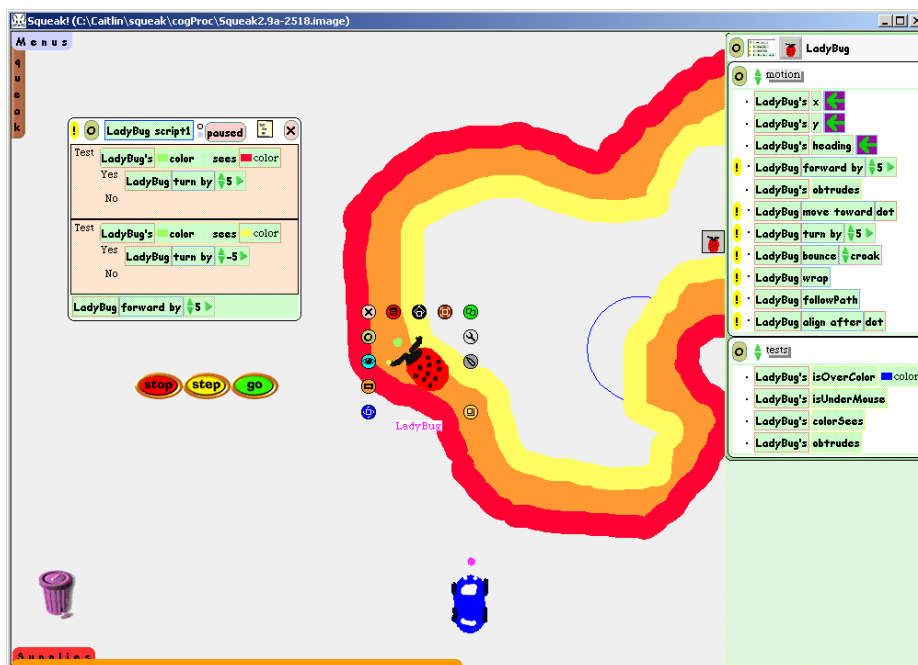 Squeak! (C:\Caitlin\squeak\cogProc\Squeak2.9a-2518.image)
Menus
queak
! LadyBug script1 paused
Test LadyBug's color sees color
Yes LadyBug turn by 5
No
Test LadyBug's color sees color
Yes LadyBug turn by -5
No
LadyBug forward by 5
stop step go
LadyBug
Supplies
LadyBug
motion
LadyBug's x
LadyBug's y
LadyBug's heading
! LadyBug forward by 5
LadyBug's obtrudes
! LadyBug move toward dot
! LadyBug turn by 5
! LadyBug bounce croak
! LadyBug wrap
! LadyBug followPath
! LadyBug align after dot
tests
LadyBug's isOverColor color
LadyBug's isUnderMouse
LadyBug's colorSees
LadyBug's obtrudes